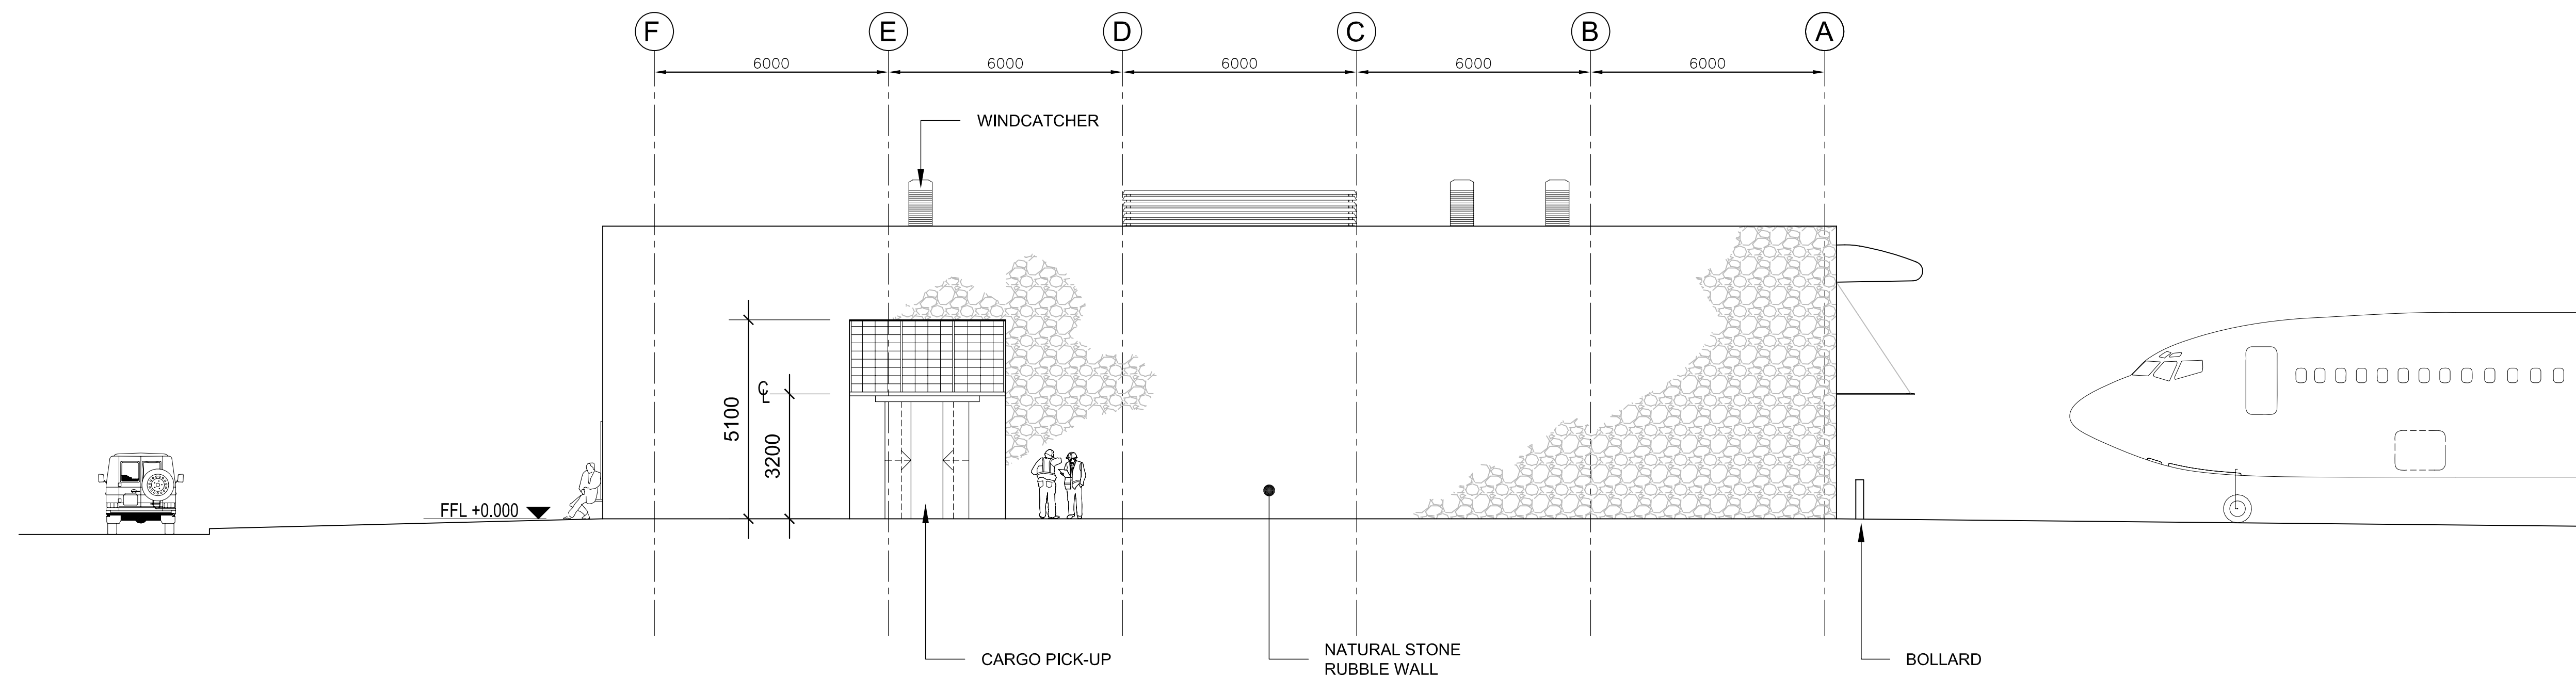 F E D C B A
6000 6000 6000 6000 6000
WINDCATCHER
5100
℄
3200
FFL +0.000
CARGO PICK-UP
NATURAL STONE
RUBBLE WALL
BOLLARD